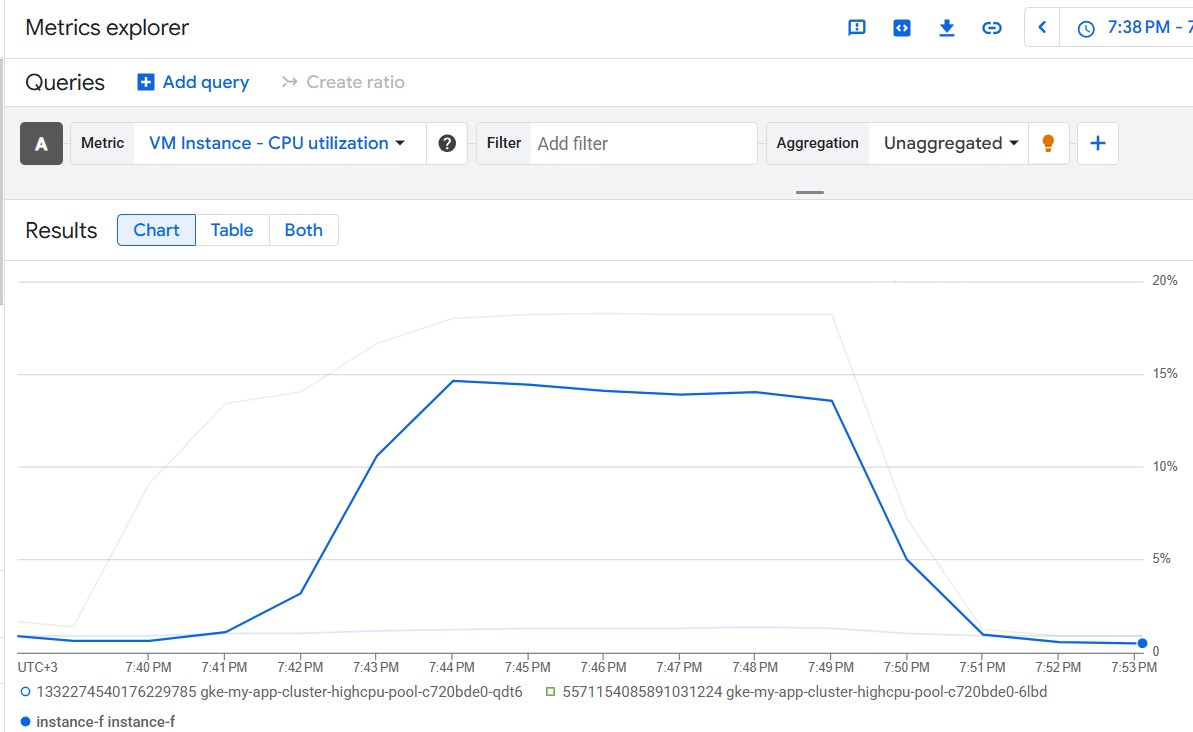 Metrics explorer
7:38 PM - 7
Queries Add query Create ratio
A Metric VM Instance - CPU utilization ? Filter Add filter Aggregation Unaggregated
Results Chart Table Both
20%
15%
10%
5%
0
UTC+3 7:40 PM 7:41 PM 7:42 PM 7:43 PM 7:44 PM 7:45 PM 7:46 PM 7:47 PM 7:48 PM 7:49 PM 7:50 PM 7:51 PM 7:52 PM 7:53 PM
1332274540176229785 gke-my-app-cluster-highcpu-pool-c720bde0-qdt6 5571154085891031224 gke-my-app-cluster-highcpu-pool-c720bde0-6lbd
instance-f instance-f